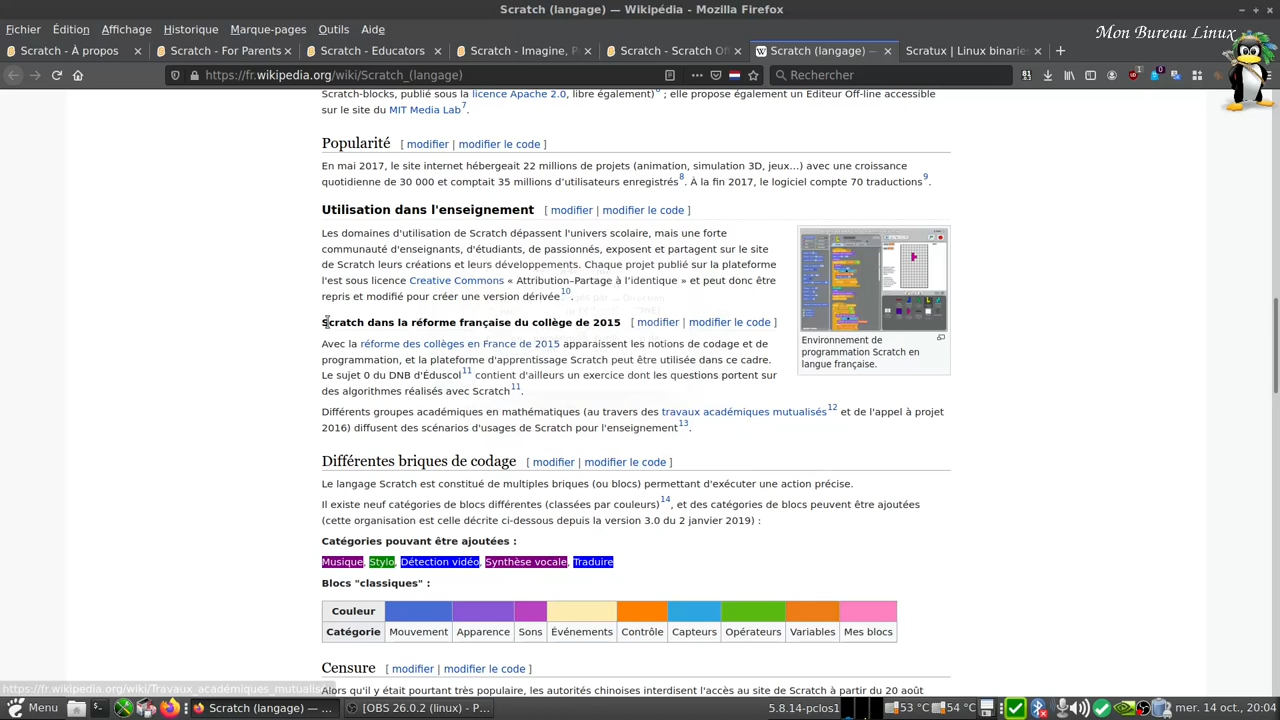 Scratch (langage) — Wikipédia - Mozilla Firefox
Fichier Édition Affichage Historique Marque-pages Outils Aide
Mon Bureau Linux
Scratch - À propos Scratch - For Parents Scratch - Educators Scratch - Imagine, P Scratch - Scratch Of Scratch (langage) — Scratux | Linux binaries
https://fr.wikipedia.org/wiki/Scratch_(langage) Rechercher
Scratch-blocks, publié sous la licence Apache 2.0, libre également)6 ; elle propose également un Editeur Off-line accessible
sur le site du MIT Media Lab7.
Popularité [ modifier | modifier le code ]
En mai 2017, le site internet hébergeait 22 millions de projets (animation, simulation 3D, jeux...) avec une croissance
quotidienne de 30 000 et comptait 35 millions d’utilisateurs enregistrés8. À la fin 2017, le logiciel compte 70 traductions9.
Utilisation dans l'enseignement [ modifier | modifier le code ]
Les domaines d'utilisation de Scratch dépassent l'univers scolaire, mais une forte
communauté d'enseignants, d'étudiants, de passionnés, exposent et partagent sur le site
de Scratch leurs créations et leurs développements. Chaque projet publié sur la plateforme
l'est sous licence Creative Commons « Attribution–Partage à l’identique » et peut donc être
repris et modifié pour créer une version dérivée10.
Scratch dans la réforme française du collège de 2015 [ modifier | modifier le code ]
Avec la réforme des collèges en France de 2015 apparaissent les notions de codage et de
programmation, et la plateforme d'apprentissage Scratch peut être utilisée dans ce cadre.
Le sujet 0 du DNB d'Éduscol11 contient d'ailleurs un exercice dont les questions portent sur
des algorithmes réalisés avec Scratch11.
Environnement de
programmation Scratch en
langue française.
Différents groupes académiques en mathématiques (au travers des travaux académiques mutualisés12 et de l'appel à projet
2016) diffusent des scénarios d'usages de Scratch pour l'enseignement13.
Différentes briques de codage [ modifier | modifier le code ]
Le langage Scratch est constitué de multiples briques (ou blocs) permettant d'exécuter une action précise.
Il existe neuf catégories de blocs différentes (classées par couleurs)14, et des catégories de blocs peuvent être ajoutées
(cette organisation est celle décrite ci-dessous depuis la version 3.0 du 2 janvier 2019) :
Catégories pouvant être ajoutées :
Musique, Stylo, Détection vidéo, Synthèse vocale, Traduire
Blocs "classiques" :
Couleur
Catégorie Mouvement Apparence Sons Événements Contrôle Capteurs Opérateurs Variables Mes blocs
Censure [ modifier | modifier le code ]
Alors qu'il y était pourtant très populaire, les autorités chinoises interdisent l'accès au site de Scratch à partir du 20 août
https://fr.wikipedia.org/wiki/Travaux_académiques_mutualis
Menu Scratch (langage) — ... [OBS 26.0.2 (linux) - P... 5.8.14-pclos1 53 °C 54 °C mer. 14 oct., 20:04